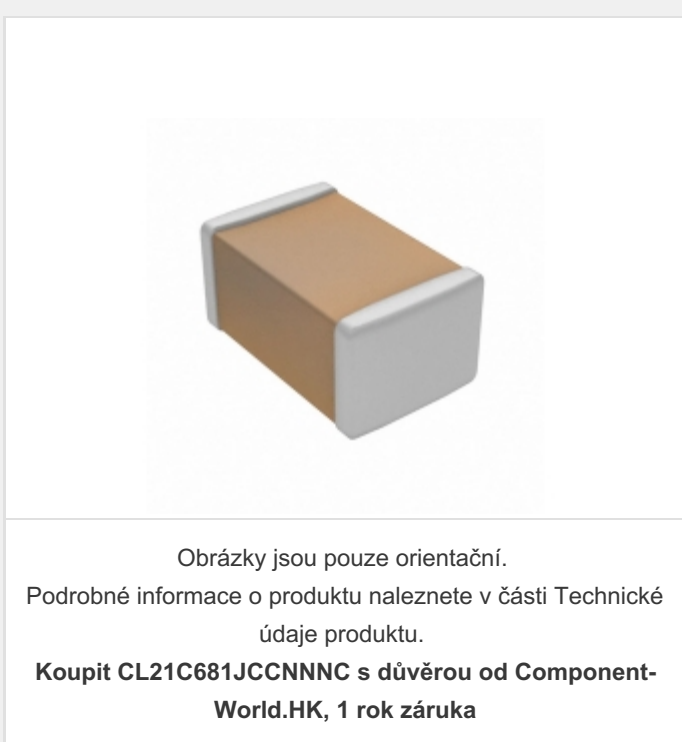 Obrázky jsou pouze orientační.
Podrobné informace o produktu naleznete v části Technické
údaje produktu.
Koupit CL21C681JCCNNNC s důvěrou od Component-
World.HK, 1 rok záruka